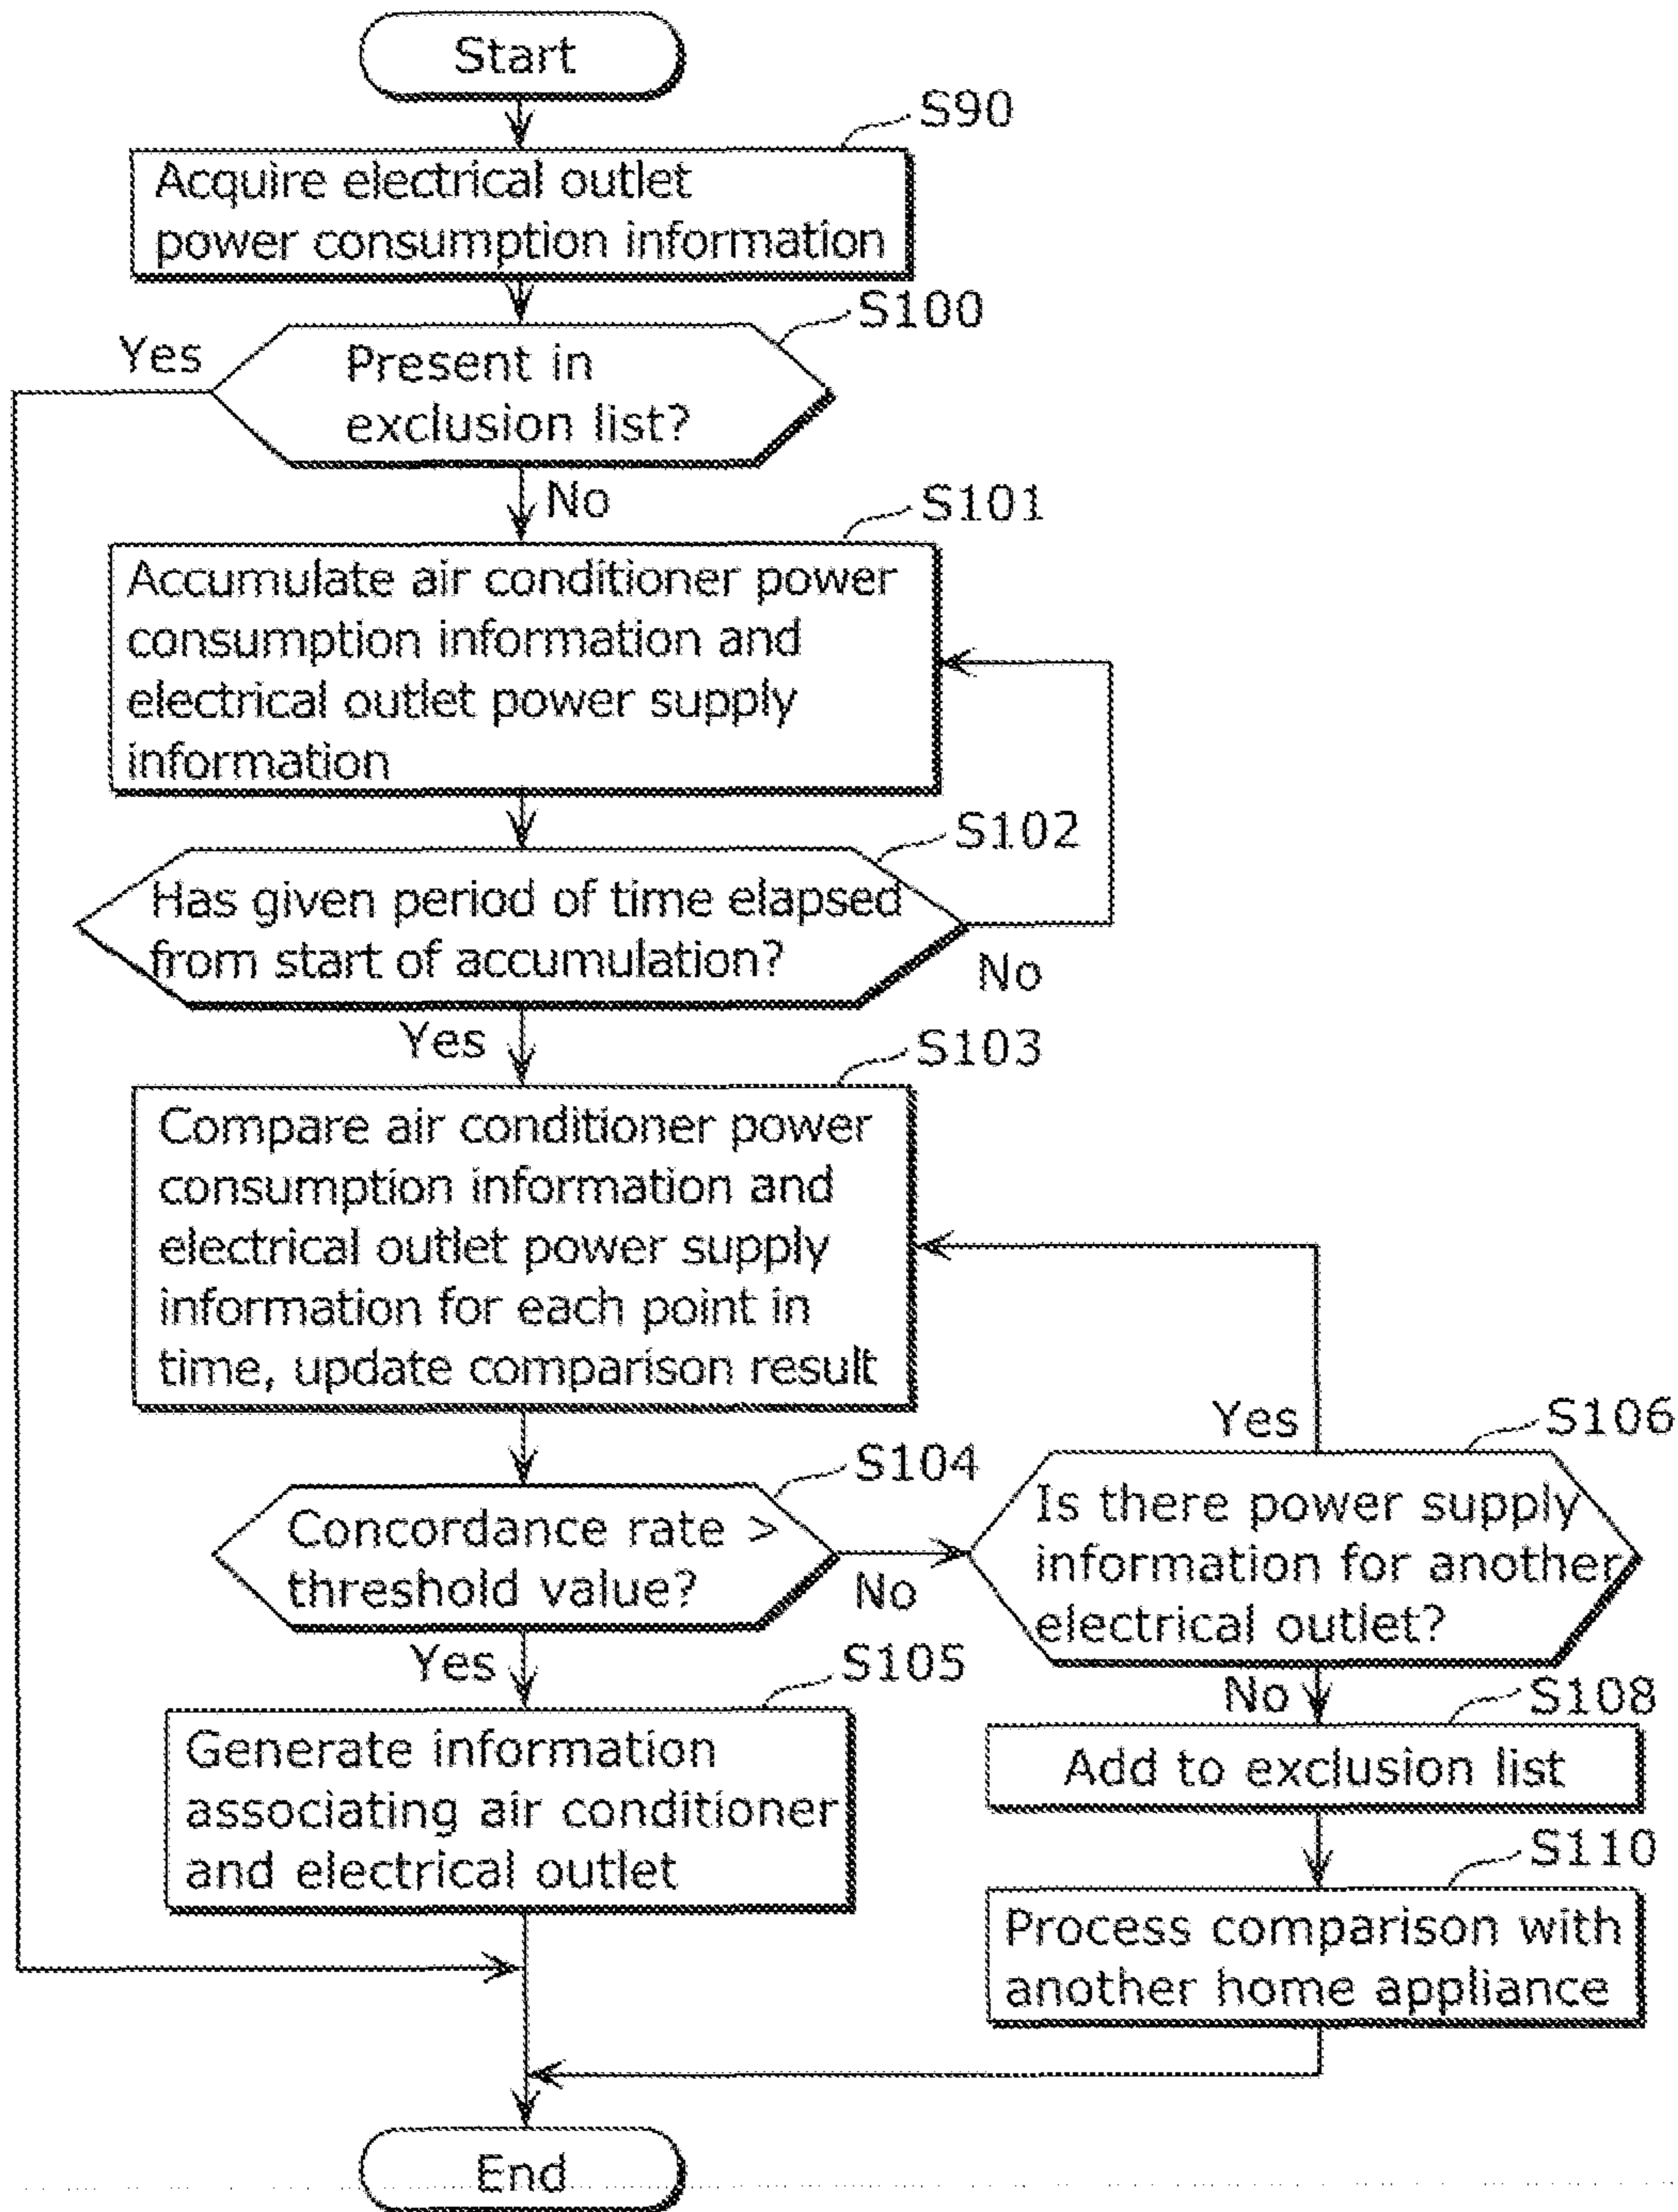 Start
S90
Acquire electrical outlet
power consumption information
S100
Yes
Present in
exclusion list?
No
S101
Accumulate air conditioner power
consumption information and
electrical outlet power supply
information
S102
Has given period of time elapsed
from start of accumulation?
No
Yes
S103
Compare air conditioner power
consumption information and
electrical outlet power supply
information for each point in
time, update comparison result
S104
Concordance rate >
threshold value?
No
Yes
S106
Yes
Is there power supply
information for another
electrical outlet?
No
S105
Generate information
associating air conditioner
and electrical outlet
S108
Add to exclusion list
S110
Process comparison with
another home appliance
End